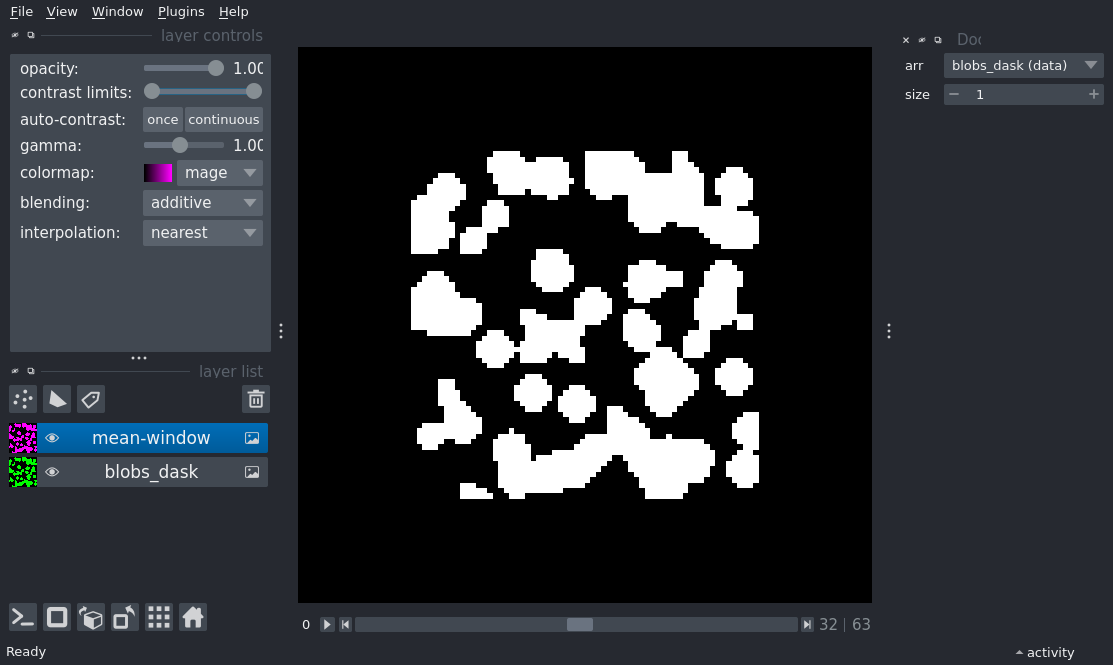 File View Window Plugins Help
layer controls
opacity: 1.00
contrast limits:
auto-contrast: once continuous
gamma: 1.00
colormap: mage
blending: additive
interpolation: nearest
layer list
mean-window
blobs_dask
0 32 | 63
Ready
Doc
arr blobs_dask (data)
size 1
activity